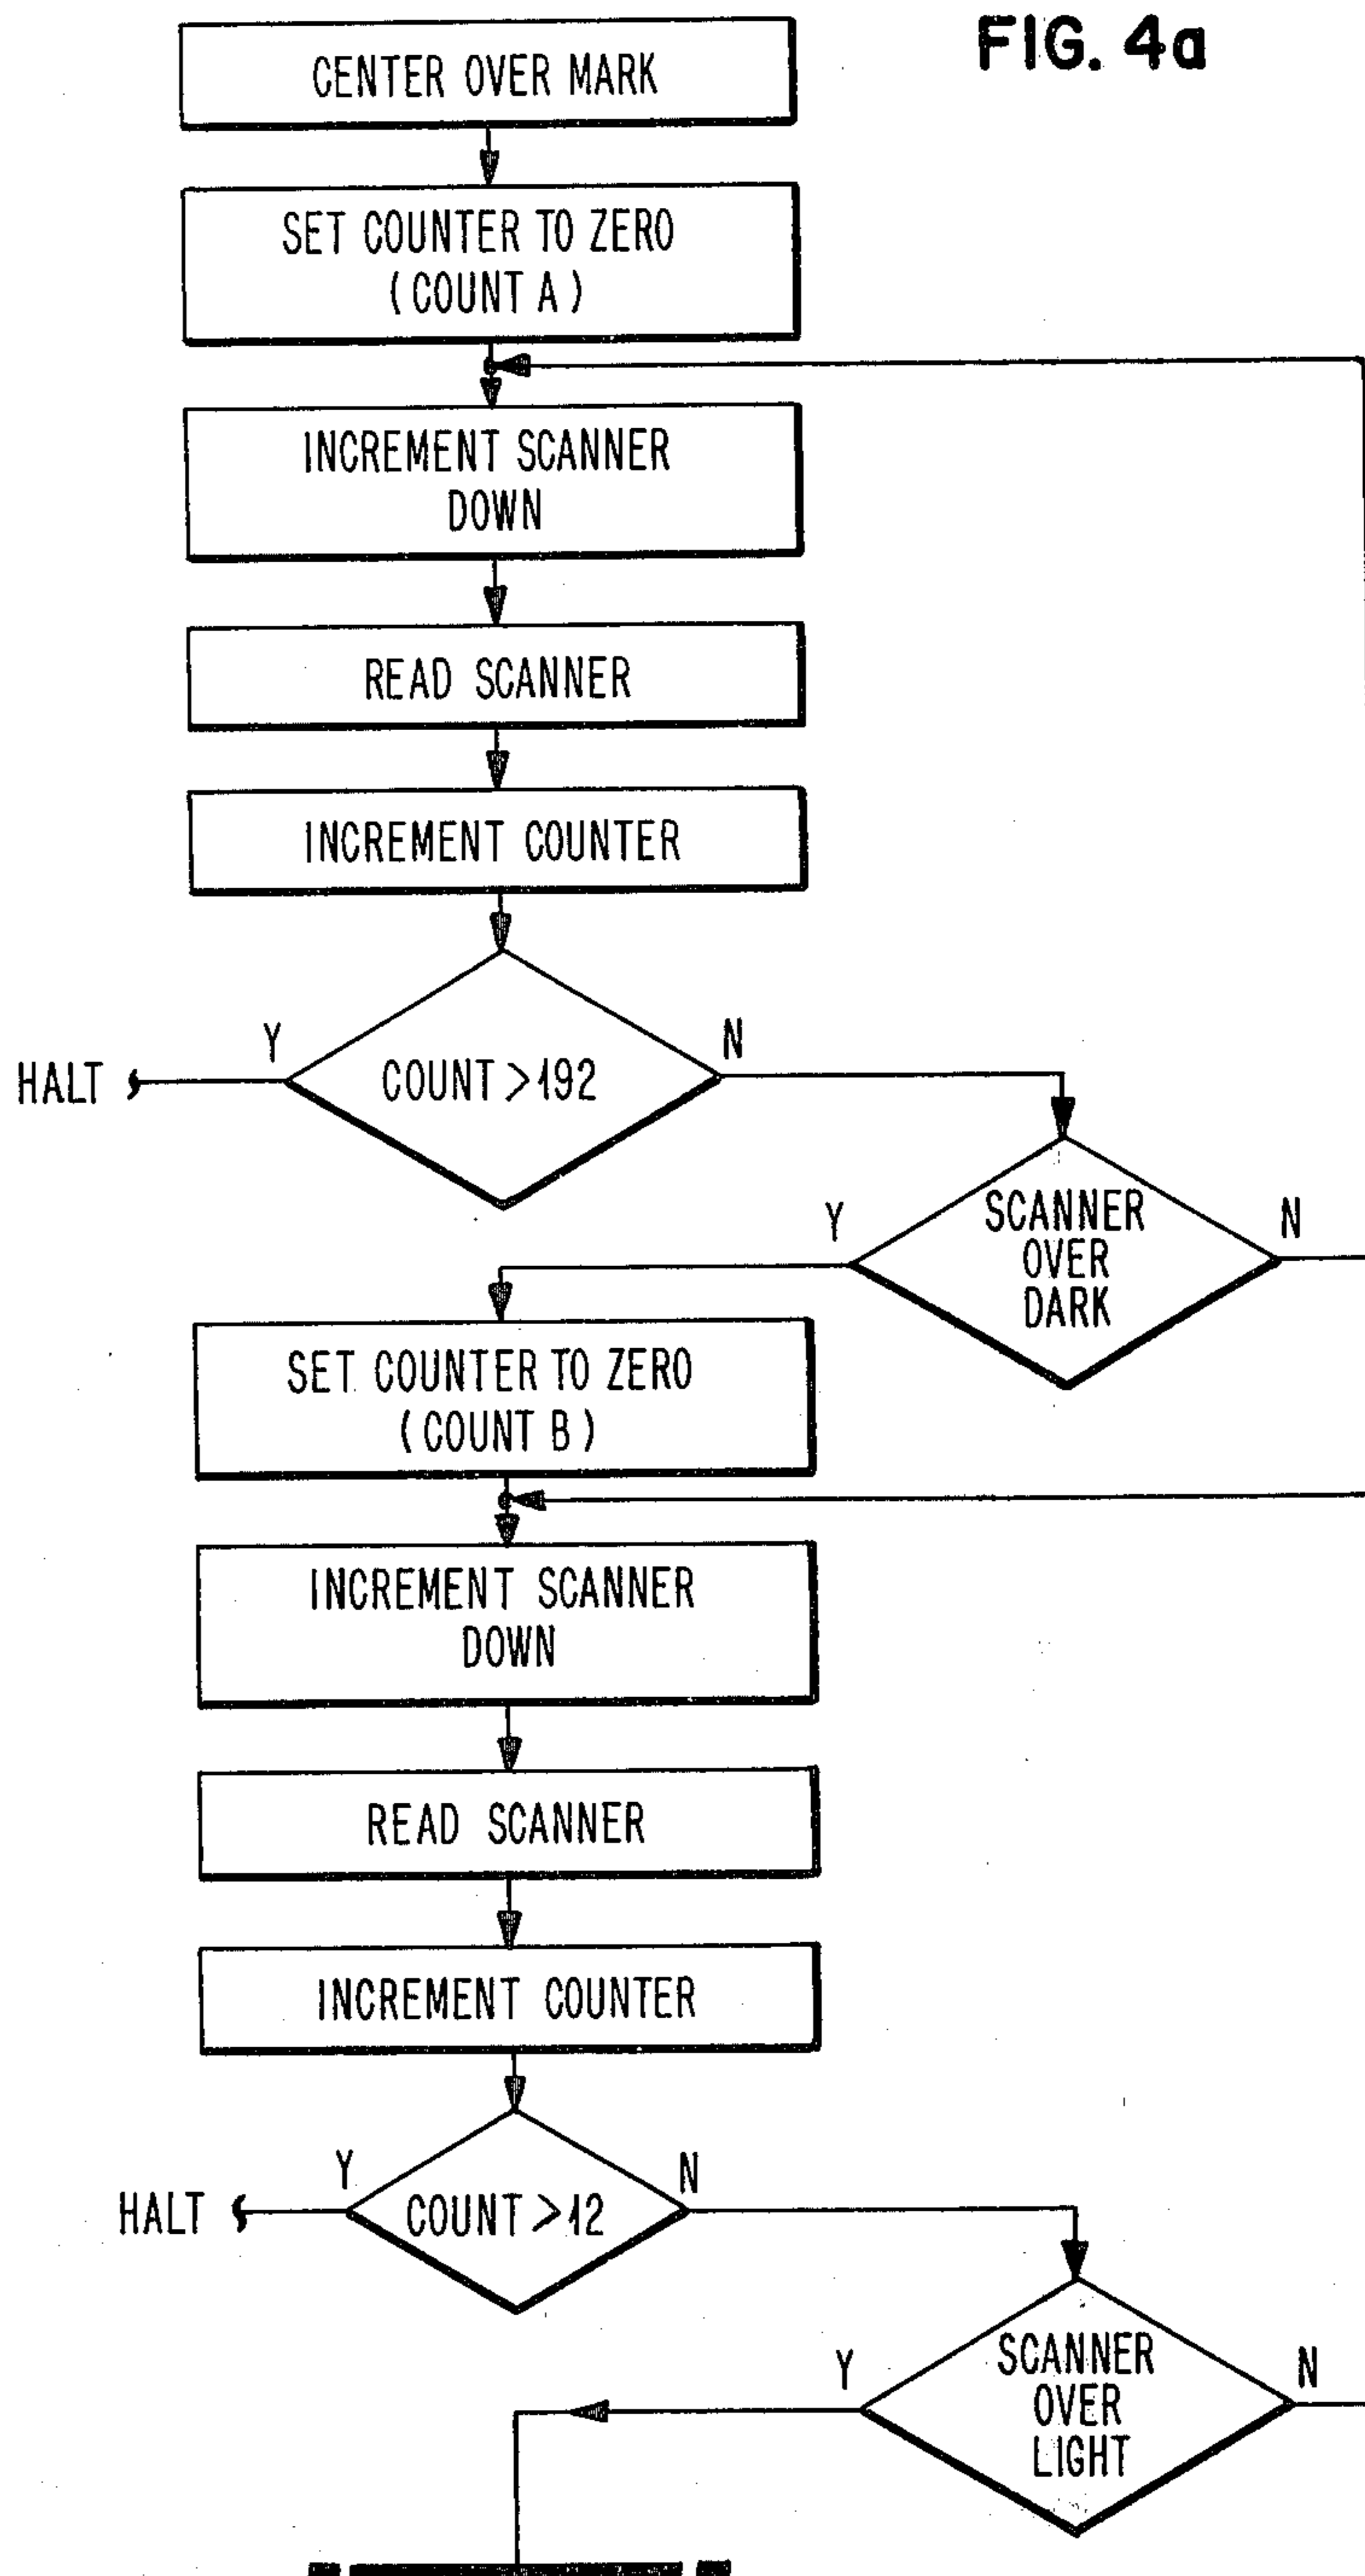 FIG. 4a
CENTER OVER MARK
SET COUNTER TO ZERO
(COUNT A)
INCREMENT SCANNER
DOWN
READ SCANNER
INCREMENT COUNTER
Y
N
HALT
COUNT >192
Y
SCANNER
OVER
DARK
N
SET COUNTER TO ZERO
(COUNT B)
INCREMENT SCANNER
DOWN
READ SCANNER
INCREMENT COUNTER
Y
N
HALT
COUNT >12
Y
SCANNER
OVER
LIGHT
N